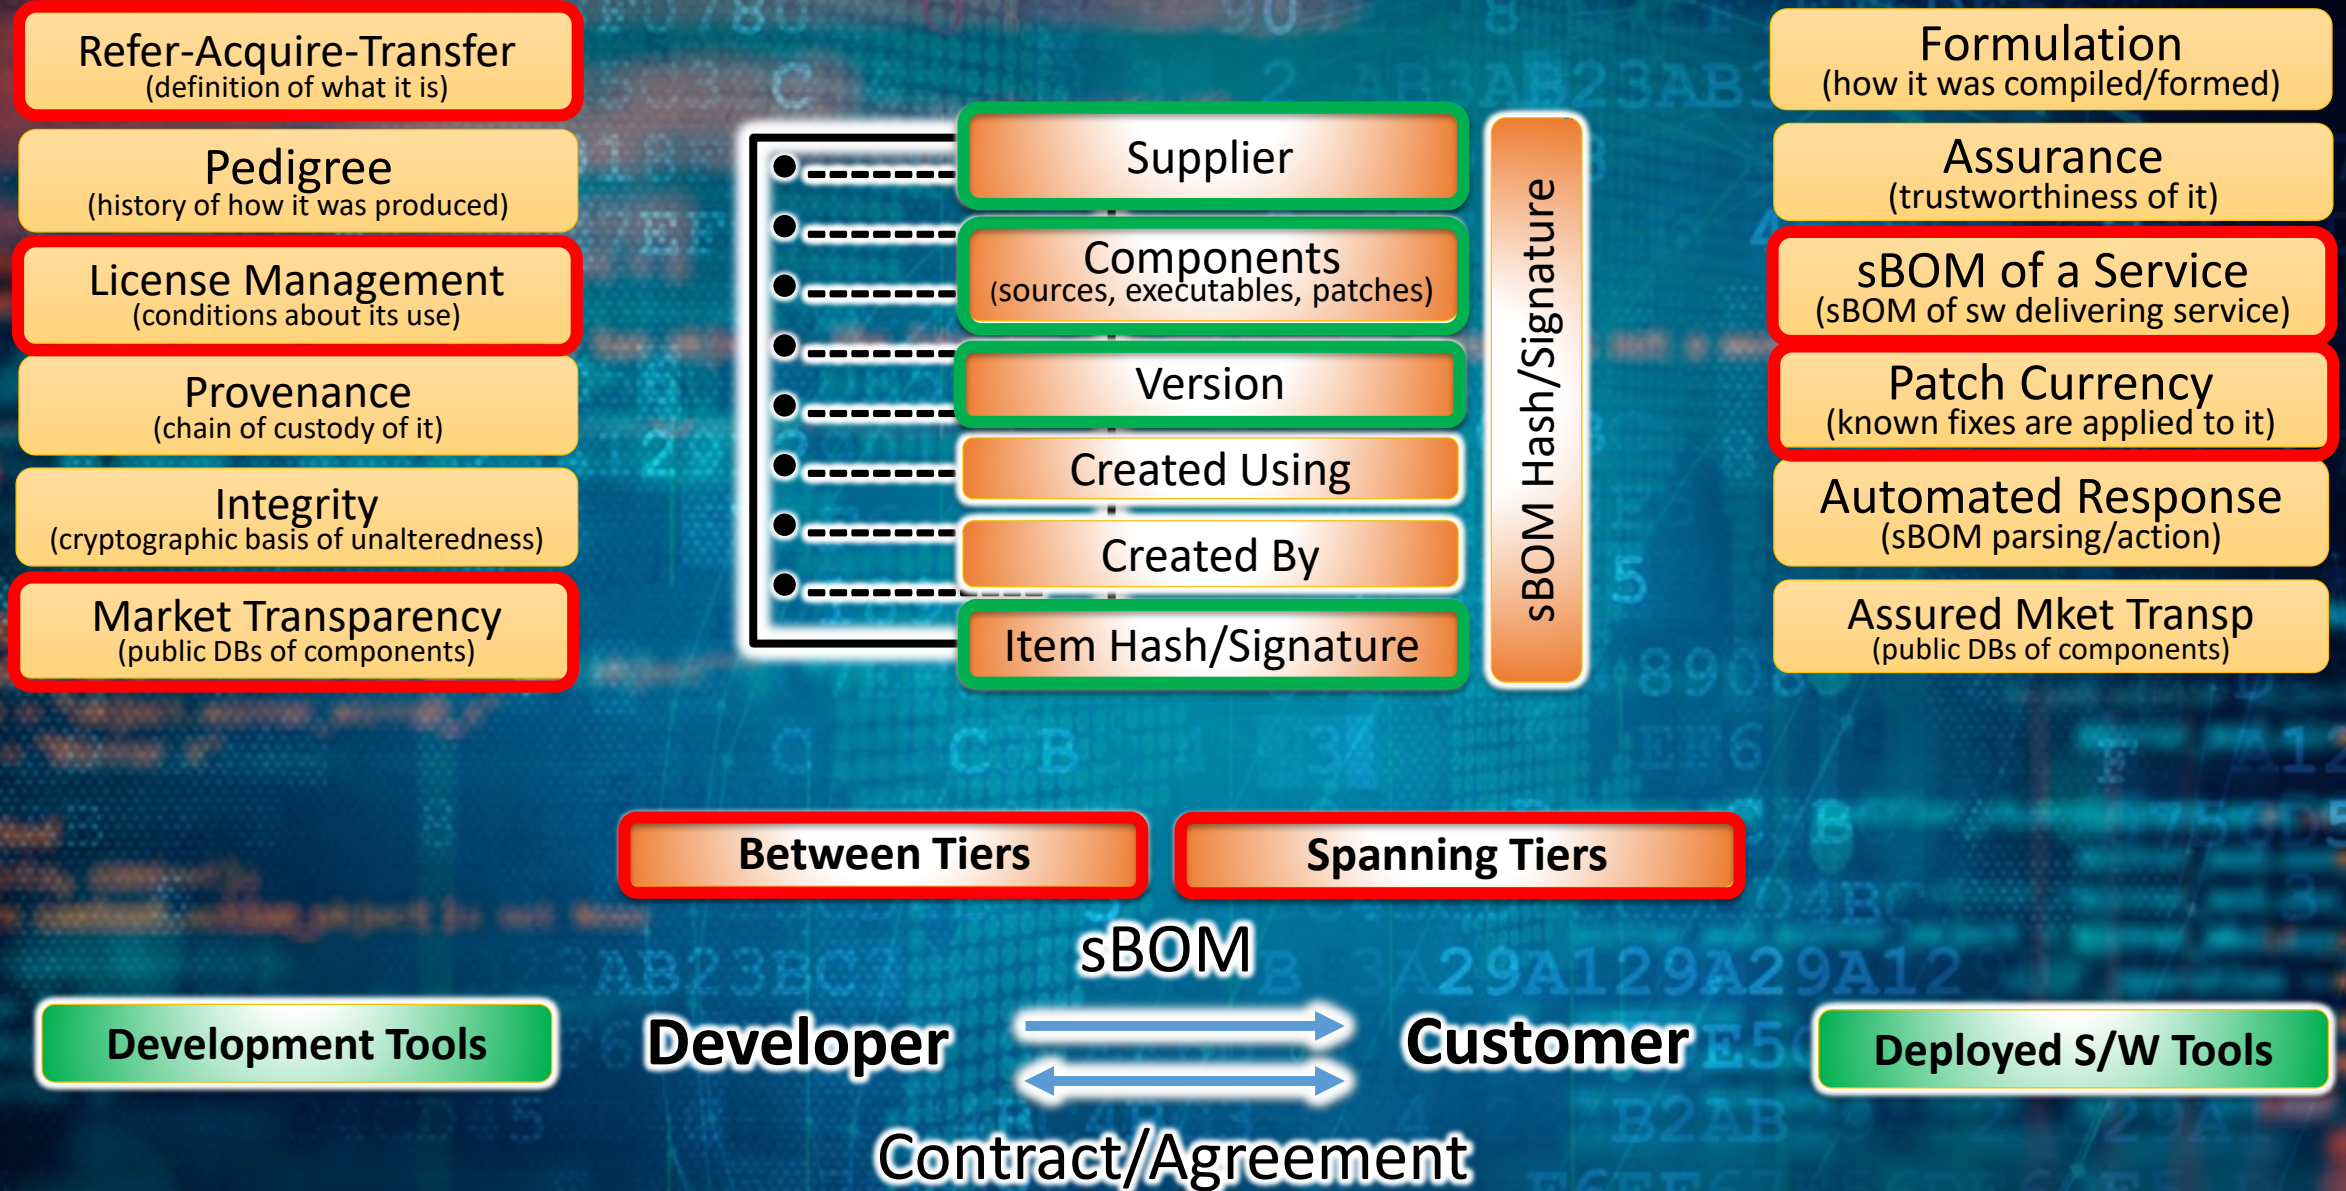 Refer-Acquire-Transfer
(definition of what it is)
Pedigree
(history of how it was produced)
License Management
(conditions about its use)
Provenance
(chain of custody of it)
Integrity
(cryptographic basis of unalteredness)
Market Transparency
(public DBs of components)
Supplier
Components
(sources, executables, patches)
Version
Created Using
Created By
Item Hash/Signature
sBOM Hash/Signature
Formulation
(how it was compiled/formed)
Assurance
(trustworthiness of it)
sBOM of a Service
(sBOM of sw delivering service)
Patch Currency
(known fixes are applied to it)
Automated Response
(sBOM parsing/action)
Assured Mket Transp
(public DBs of components)
Between Tiers
Spanning Tiers
sBOM
Development Tools
Developer
Customer
Deployed S/W Tools
Contract/Agreement